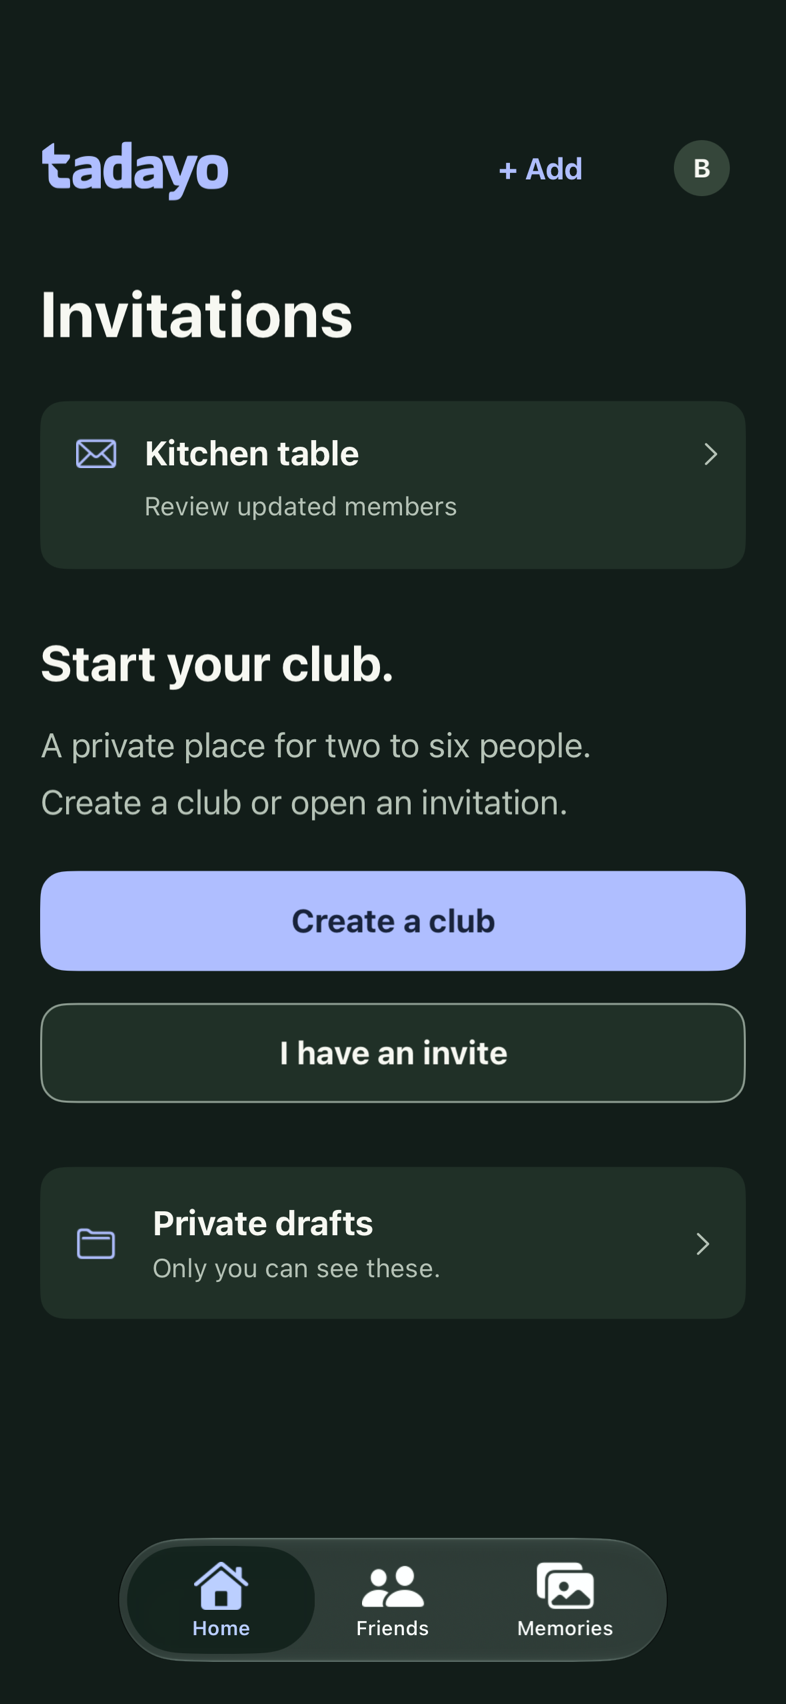 tadayo
+ Add
B
Invitations
Kitchen table
Review updated members
Start your club.
A private place for two to six people.
Create a club or open an invitation.
Create a club
I have an invite
Private drafts
Only you can see these.
Home
Friends
Memories